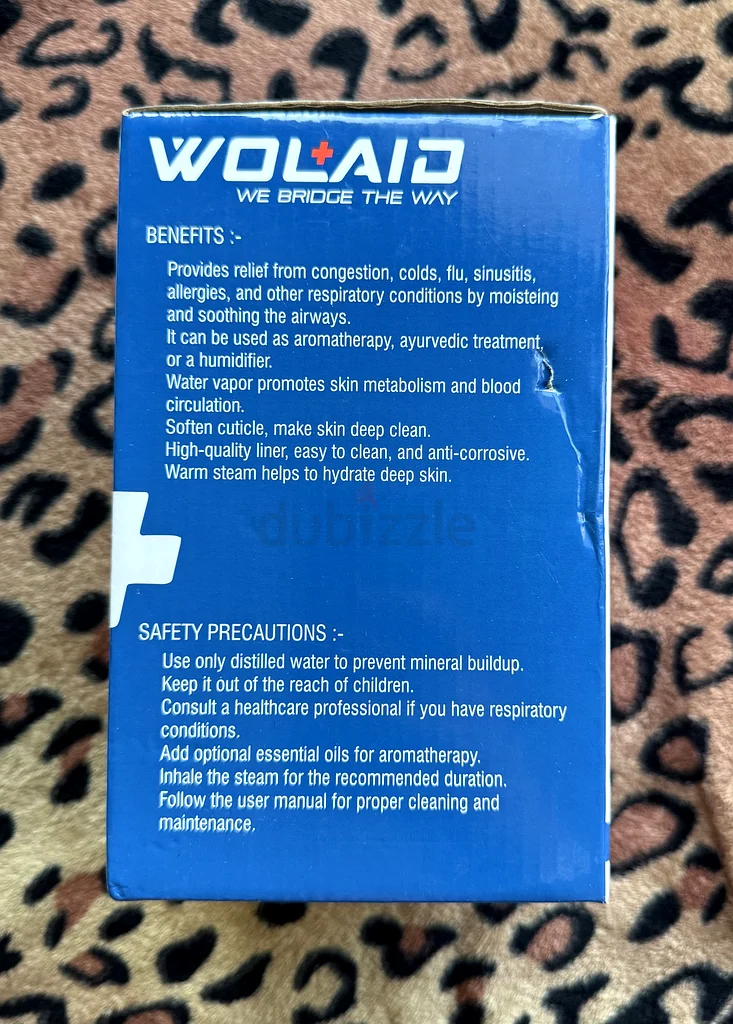 WOLAID
WE BRIDGE THE WAY
BENEFITS :-
Provides relief from congestion, colds, flu, sinusitis,
allergies, and other respiratory conditions by moisteing
and soothing the airways.
It can be used as aromatherapy, ayurvedic treatment,
or a humidifier.
Water vapor promotes skin metabolism and blood
circulation.
Soften cuticle, make skin deep clean.
High-quality liner, easy to clean, and anti-corrosive.
Warm steam helps to hydrate deep skin.
dubizzle
SAFETY PRECAUTIONS :-
Use only distilled water to prevent mineral buildup.
Keep it out of the reach of children.
Consult a healthcare professional if you have respiratory
conditions.
Add optional essential oils for aromatherapy.
Inhale the steam for the recommended duration.
Follow the user manual for proper cleaning and
maintenance.